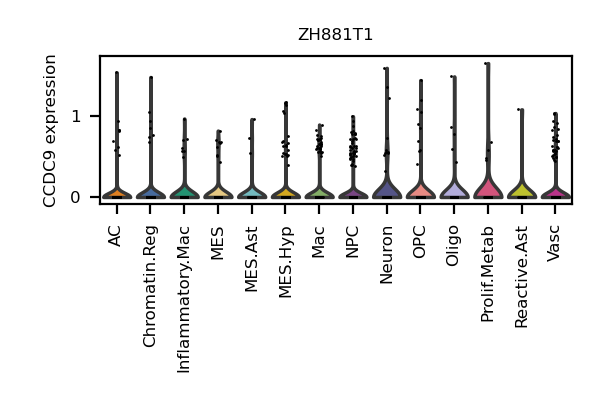 ZH881T1
CCDC9 expression
1
0
AC
Chromatin.Reg
Inflammatory.Mac
MES
MES.Ast
MES.Hyp
Mac
NPC
Neuron
OPC
Oligo
Prolif.Metab
Reactive.Ast
Vasc